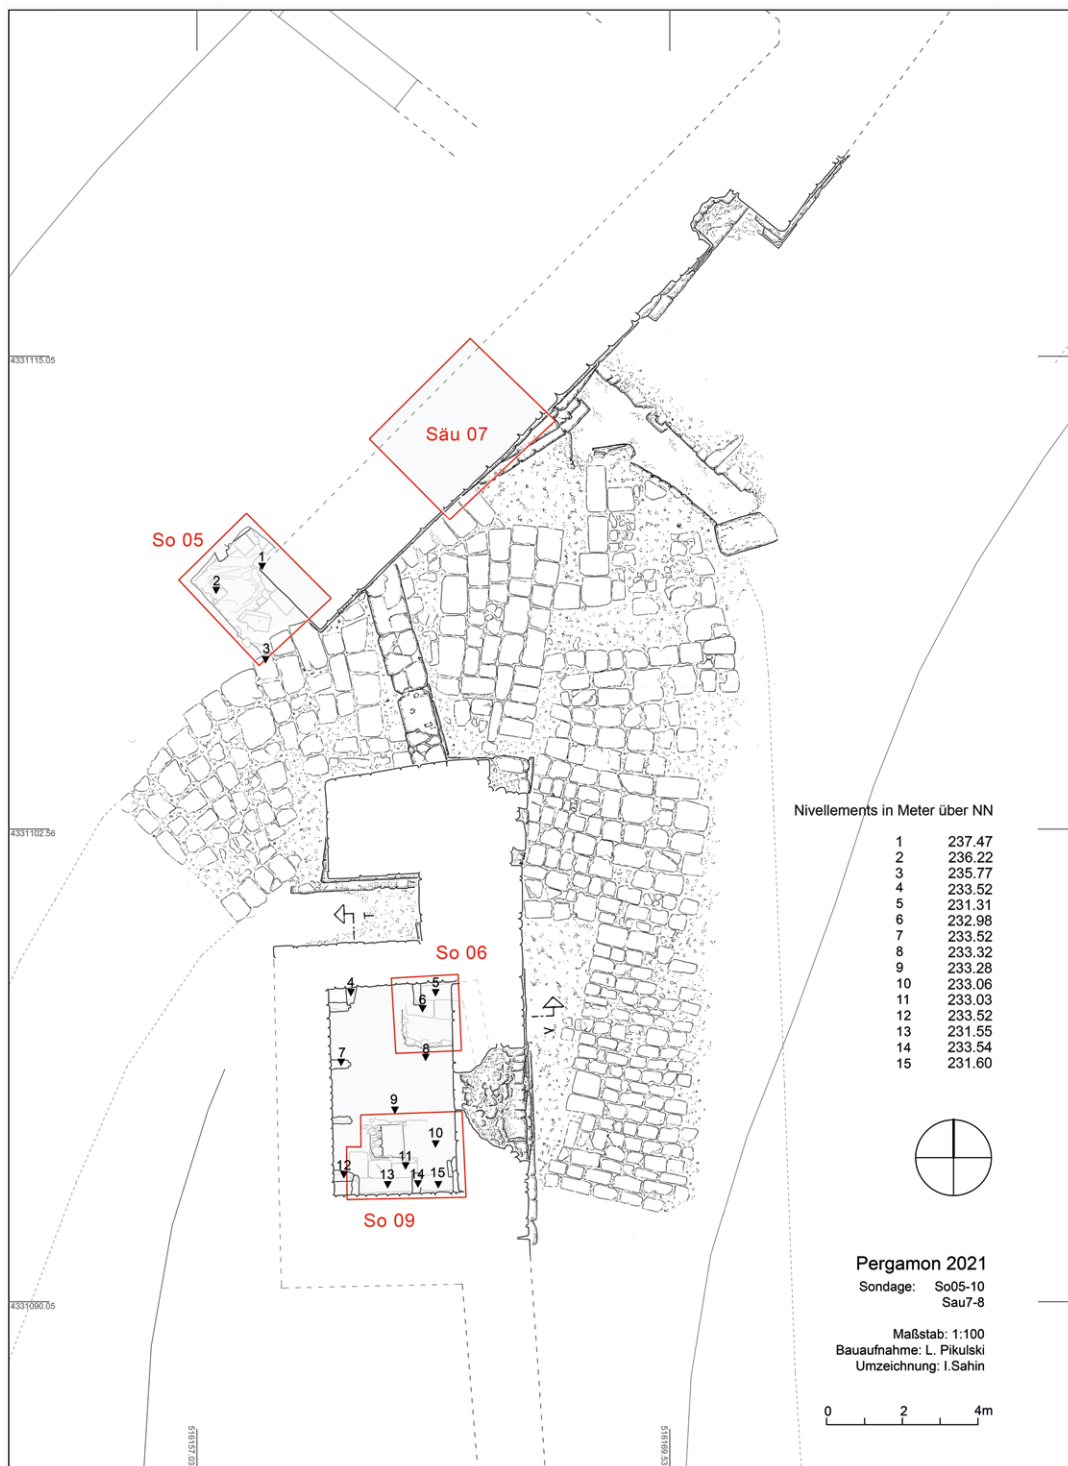 4331115.05
Säu 07
So 05
1
2
3
4331102.56
Nivellements in Meter über NN
1 237.47
2 236.22
3 235.77
4 233.52
5 231.31
6 232.98
7 233.52
8 233.32
9 233.28
10 233.06
11 233.03
12 233.52
13 231.55
14 233.54
15 231.60
So 06
4
5
6
7
8
9
10
11
12
13
14
15
So 09
Pergamon 2021
Sondage: So05-10
Sau7-8
4331090.05
Maßstab: 1:100
Bauaufnahme: L. Pikulski
Umzeichnung: I.Sahin
0 2 4m
516157.03
516169.53